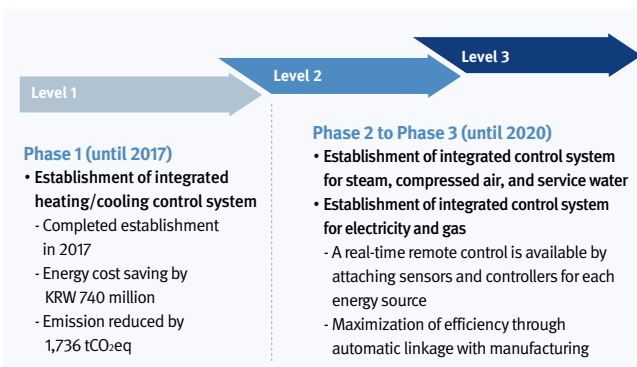 Level 1
Level 2
Level 3
Phase 1 (until 2017)
• Establishment of integrated
heating/cooling control system
- Completed establishment
in 2017
- Energy cost saving by
KRW 740 million
- Emission reduced by
1,736 tCO₂eq
Phase 2 to Phase 3 (until 2020)
• Establishment of integrated control system
for steam, compressed air, and service water
• Establishment of integrated control system
for electricity and gas
- A real-time remote control is available by
attaching sensors and controllers for each
energy source
- Maximization of efficiency through
automatic linkage with manufacturing